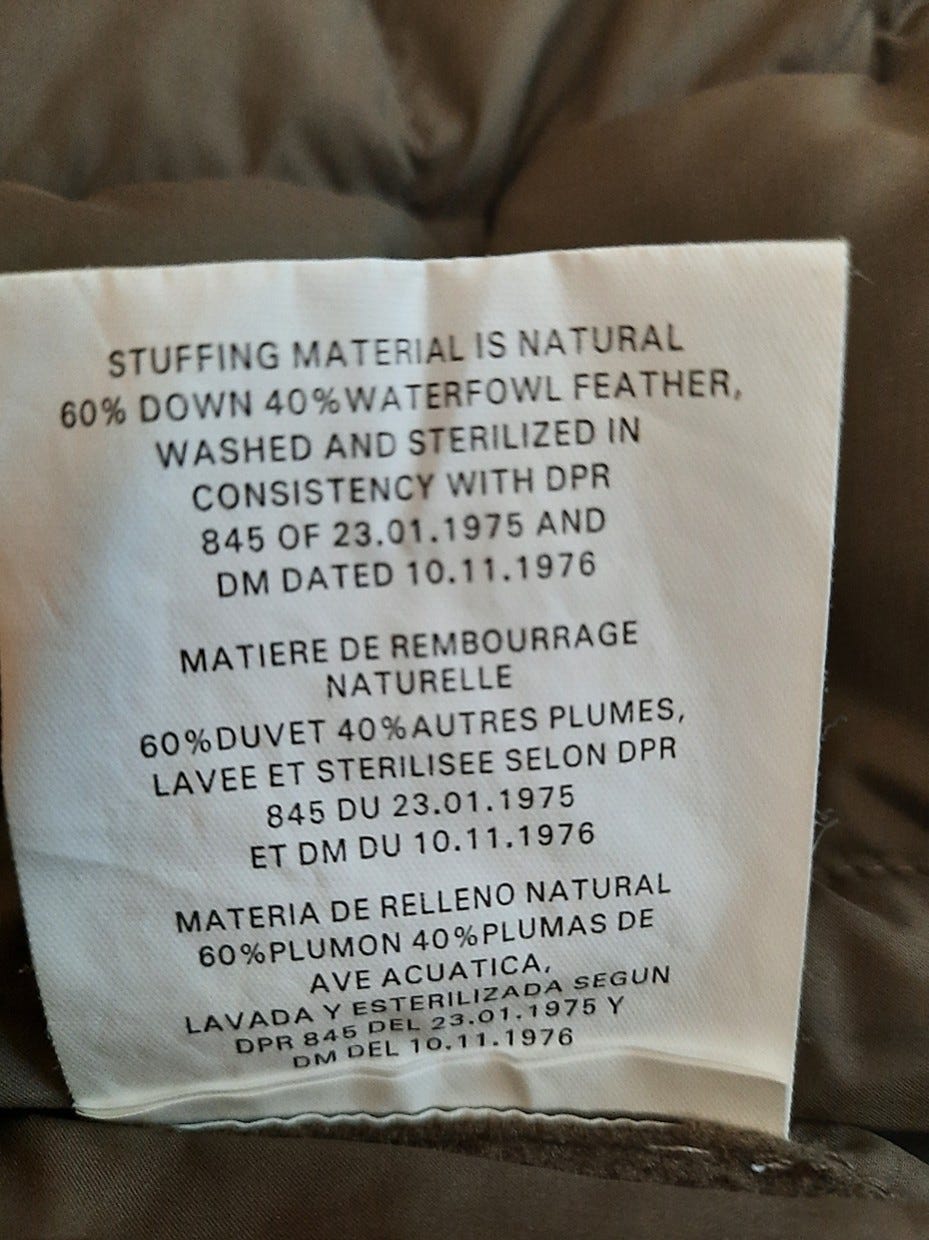 STUFFING MATERIAL IS NATURAL
60% DOWN 40%WATERFOWL FEATHER,
WASHED AND STERILIZED IN
CONSISTENCY WITH DPR
845 OF 23.01.1975 AND
DM DATED 10.11.1976
MATIERE DE REMBOURRAGE
NATURELLE
60%DUVET 40%AUTRES PLUMES,
LAVEE ET STERILISEE SELON DPR
845 DU 23.01.1975
ET DM DU 10.11.1976
MATERIA DE RELLENO NATURAL
60%PLUMON 40%PLUMAS DE
AVE ACUATICA,
LAVADA Y ESTERILIZADA SEGUN
DPR 845 DEL 23.01.1975 Y
DM DEL 10.11.1976